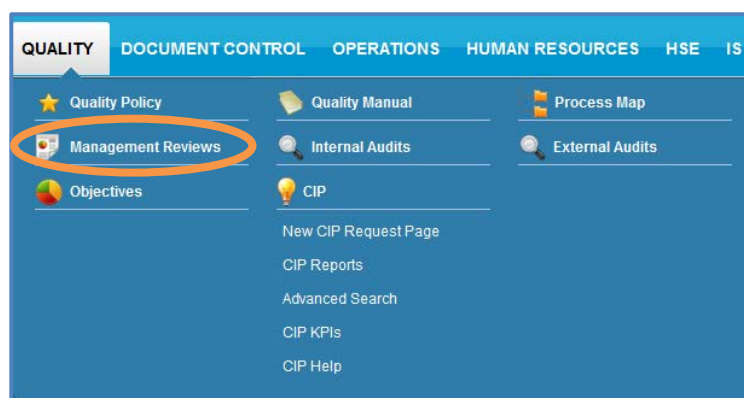 QUALITY DOCUMENT CONTROL OPERATIONS HUMAN RESOURCES HSE IS
Quality Policy Quality Manual Process Map
Management Reviews Internal Audits External Audits
Objectives CIP
New CIP Request Page
CIP Reports
Advanced Search
CIP KPIs
CIP Help